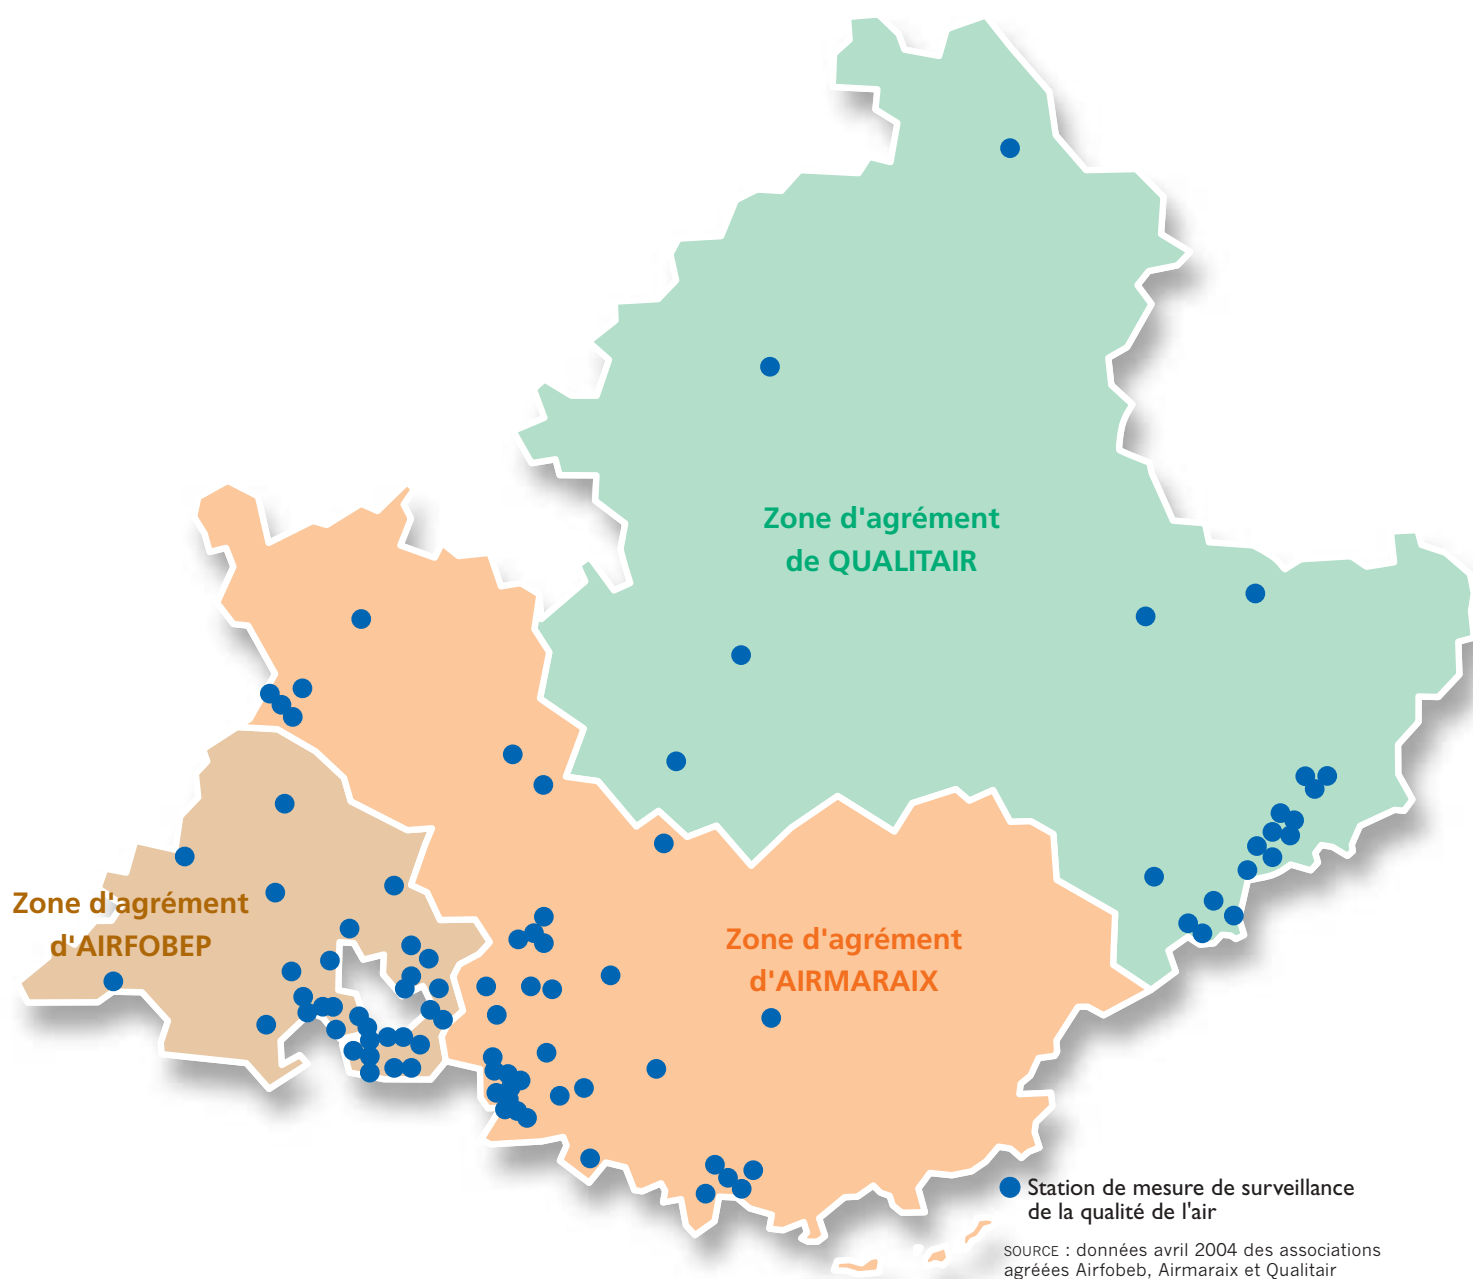 Zone d'agrément
de QUALITAIR
Zone d'agrément
d'AIRFOBEP
Zone d'agrément
d'AIRMARAIX
Station de mesure de surveillance
de la qualité de l'air
SOURCE : données avril 2004 des associations
agréées Airfobeb, Airmaraix et Qualitair